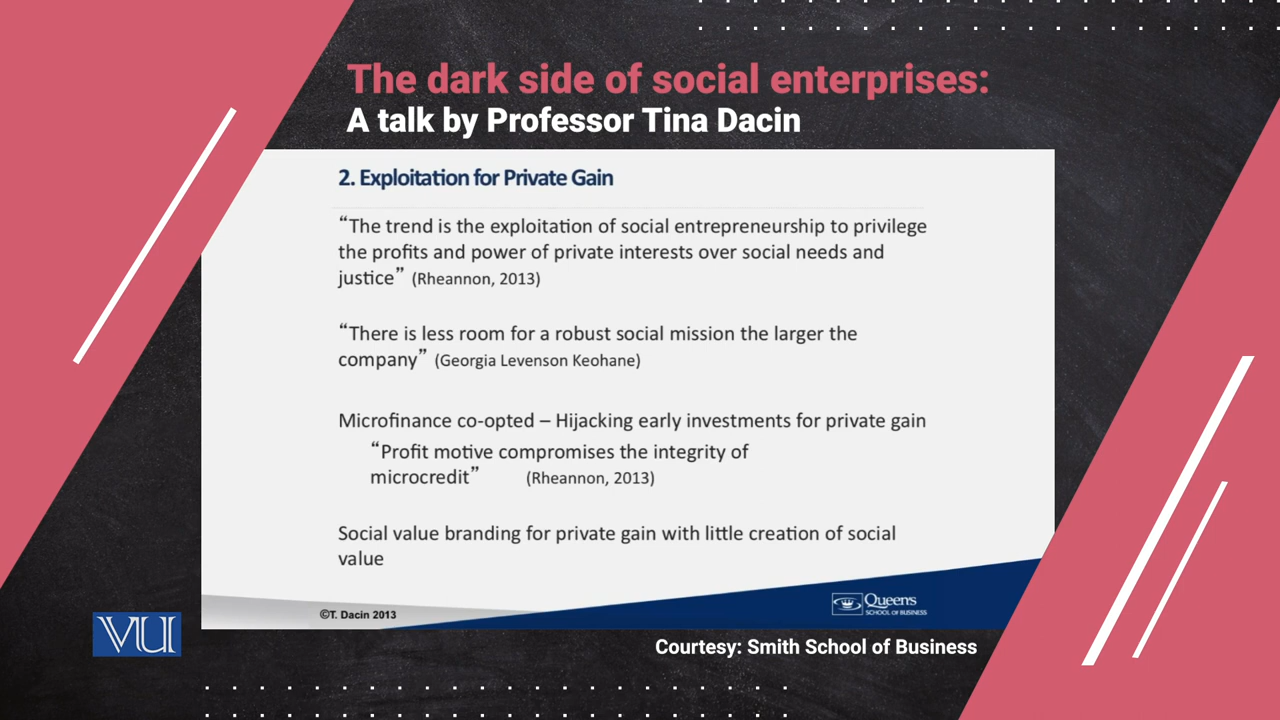 The dark side of social enterprises:
A talk by Professor Tina Dacin
2. Exploitation for Private Gain
“The trend is the exploitation of social entrepreneurship to privilege
the profits and power of private interests over social needs and
justice” (Rheannon, 2013)
“There is less room for a robust social mission the larger the
company” (Georgia Levenson Keohane)
Microfinance co-opted – Hijacking early investments for private gain
“Profit motive compromises the integrity of
microcredit” (Rheannon, 2013)
Social value branding for private gain with little creation of social
value
©T. Dacin 2013
Queen's
SCHOOL OF BUSINESS
VU
Courtesy: Smith School of Business